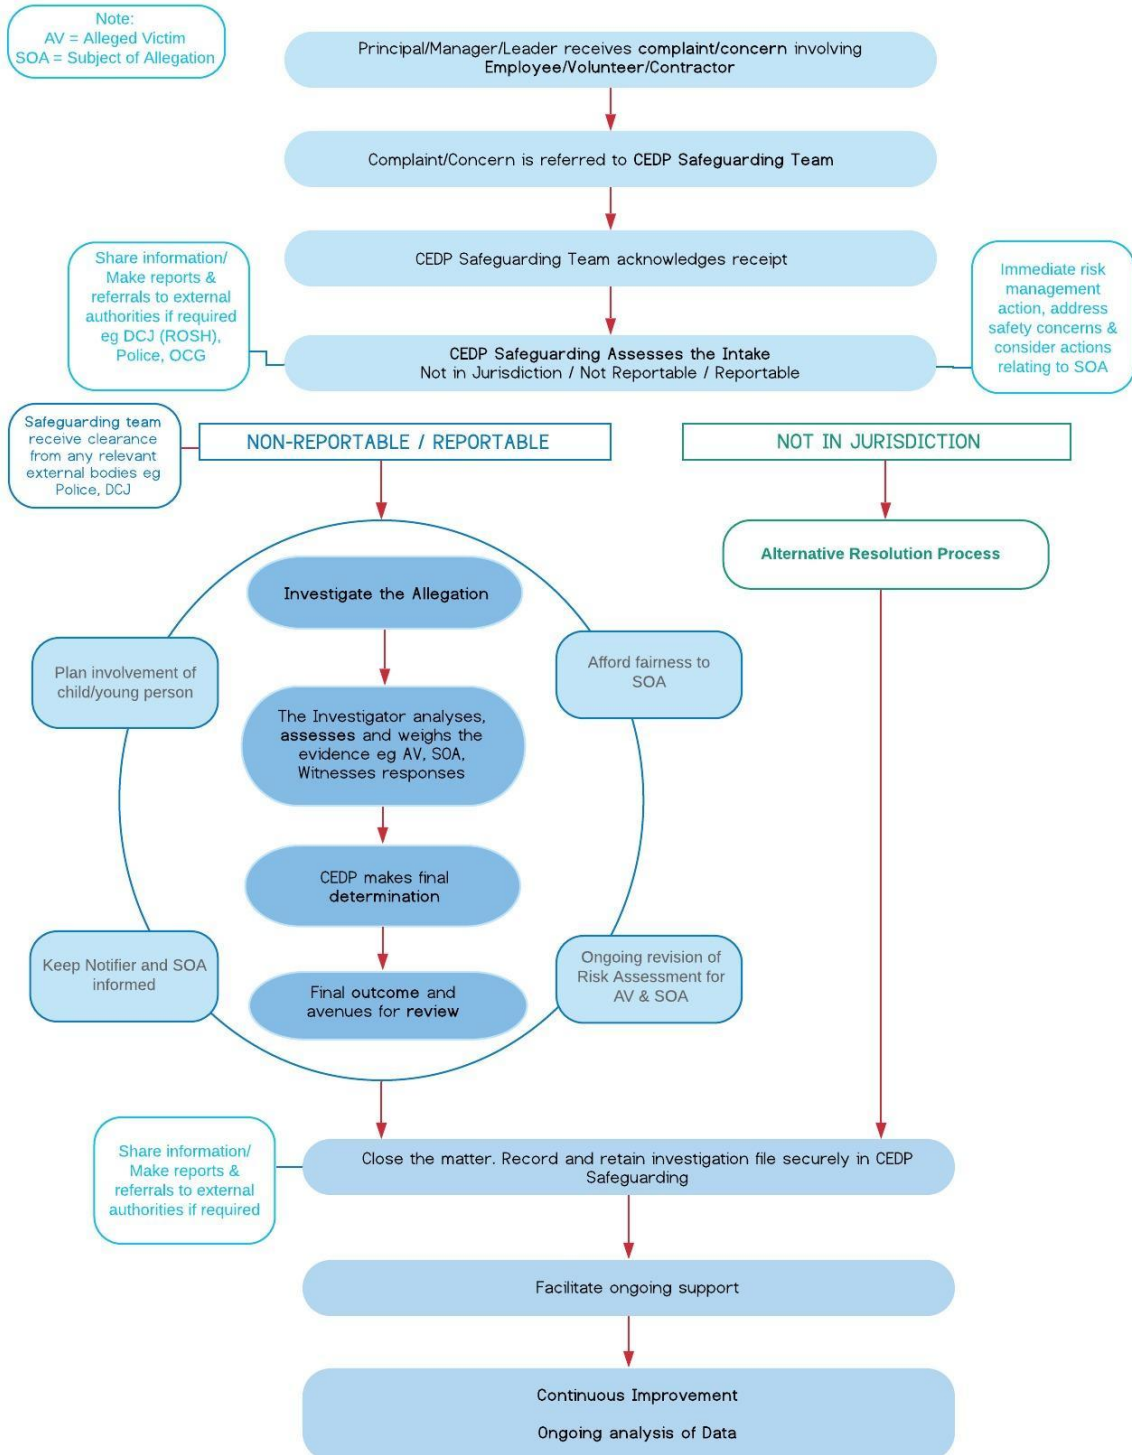 Note:
AV = Alleged Victim
SOA = Subject of Allegation
Principal/Manager/Leader receives complaint/concern involving
Employee/Volunteer/Contractor
Complaint/Concern is referred to CEDP Safeguarding Team
CEDP Safeguarding Team acknowledges receipt
Share information/
Make reports &
referrals to external
authorities if required
eg DCJ (ROSH),
Police, OCG
Immediate risk
management
action, address
safety concerns &
consider actions
relating to SOA
CEDP Safeguarding Assesses the Intake
Not in Jurisdiction / Not Reportable / Reportable
Safeguarding team
receive clearance
from any relevant
external bodies eg
Police, DCJ
NON-REPORTABLE / REPORTABLE
NOT IN JURISDICTION
Alternative Resolution Process
Investigate the Allegation
Plan involvement of
child/young person
Afford fairness to
SOA
The Investigator analyses,
assesses and weighs the
evidence eg AV, SOA,
Witnesses responses
CEDP makes final
determination
Keep Notifier and SOA
informed
Ongoing revision of
Risk Assessment for
AV & SOA
Final outcome and
avenues for review
Share information/
Make reports &
referrals to external
authorities if required
Close the matter. Record and retain investigation file securely in CEDP
Safeguarding
Facilitate ongoing support
Continuous Improvement
Ongoing analysis of Data